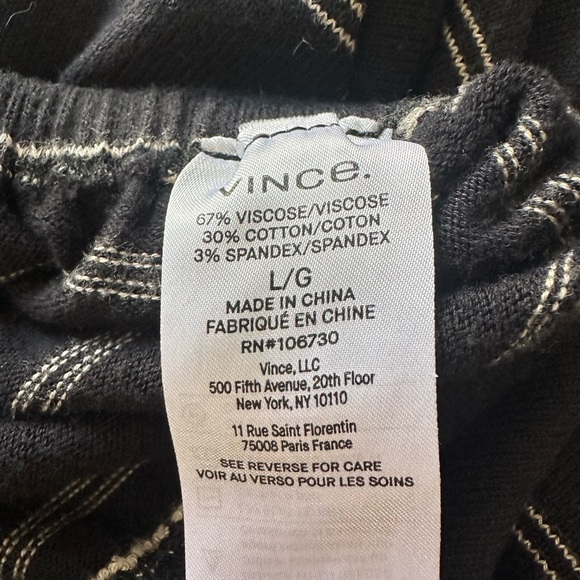 VINCE.
67% VISCOSE/VISCOSE
30% COTTON/COTON
3% SPANDEX/SPANDEX
L/G
MADE IN CHINA
FABRIQUÉ EN CHINE
RN#106730
Vince, LLC
500 Fifth Avenue, 20th Floor
New York, NY 10110
11 Rue Saint Florentin
75008 Paris France
SEE REVERSE FOR CARE
VOIR AU VERSO POUR LES SOINS